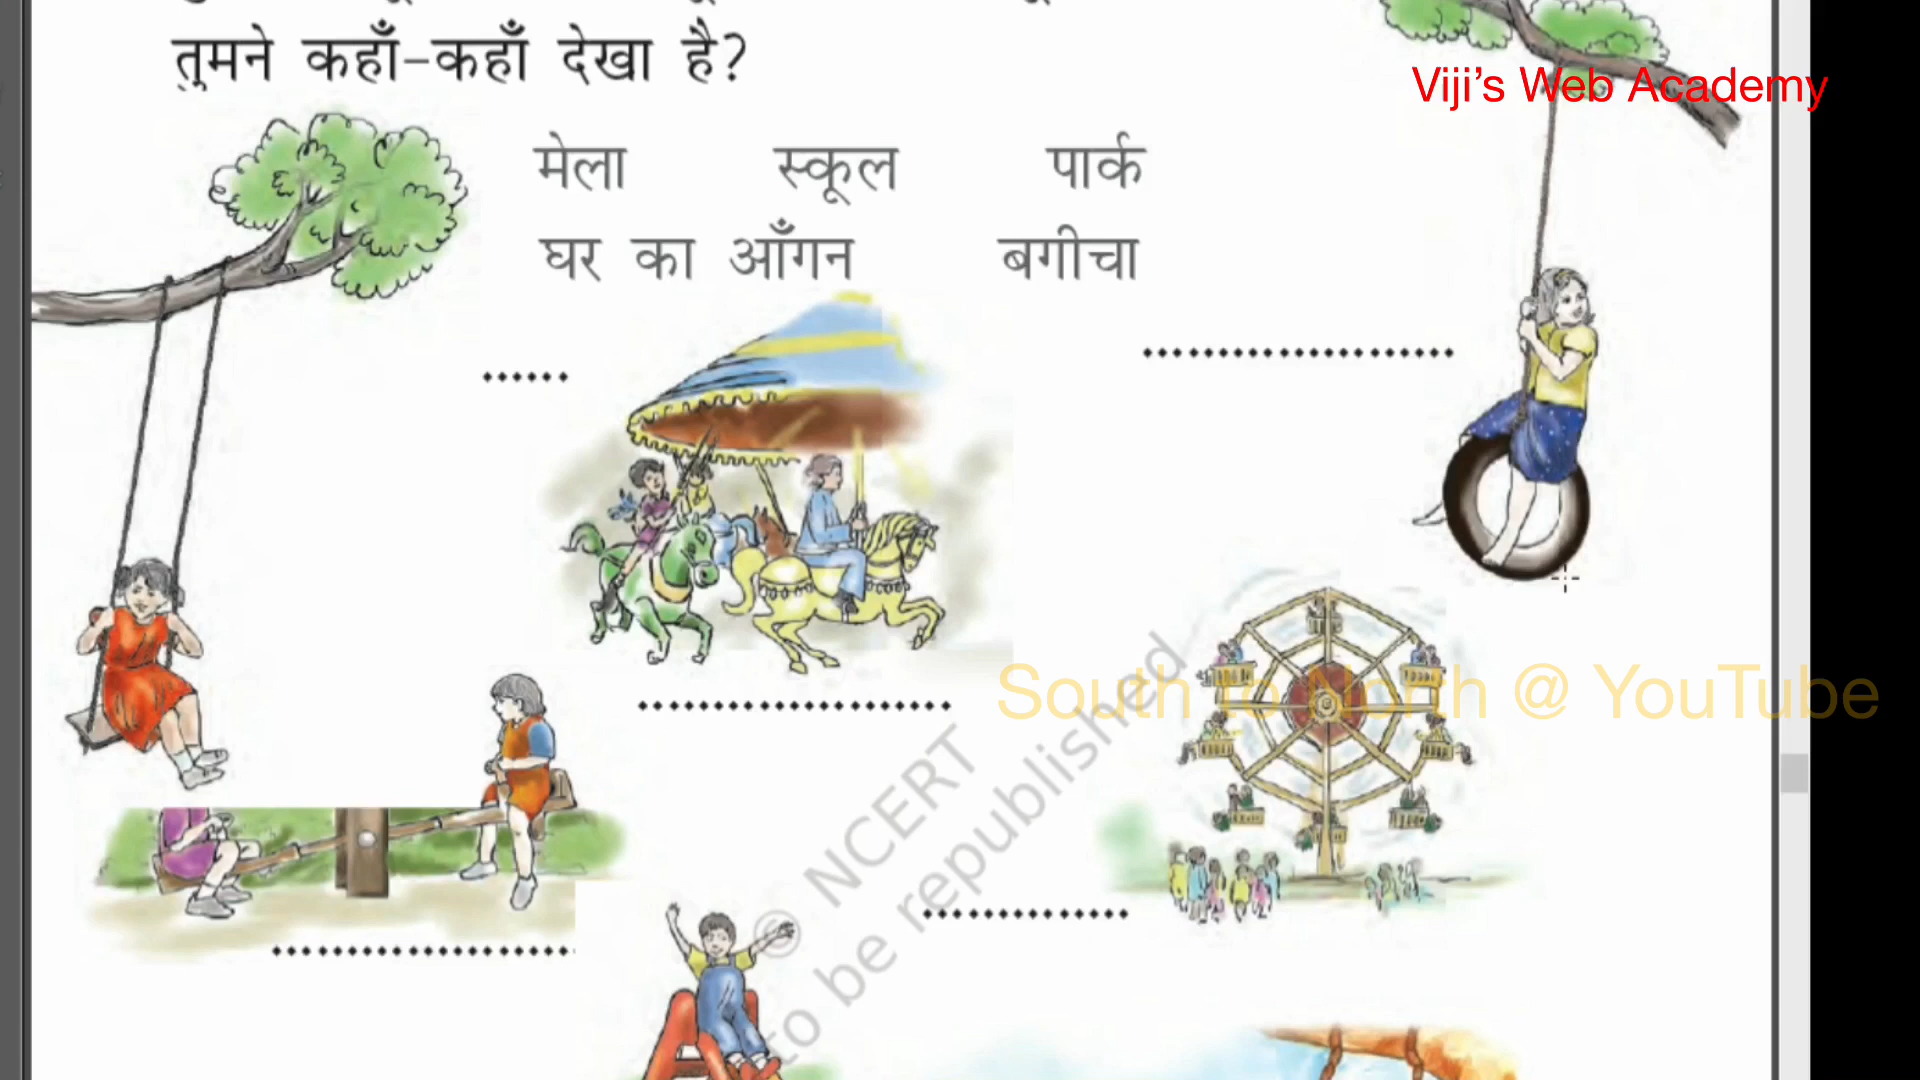 तुमने कहाँ-कहाँ देखा है?
Viji's Web Academy
मेला स्कूल पार्क
घर का आँगन बगीचा
South to North @ YouTube
© NCERT
to be republished